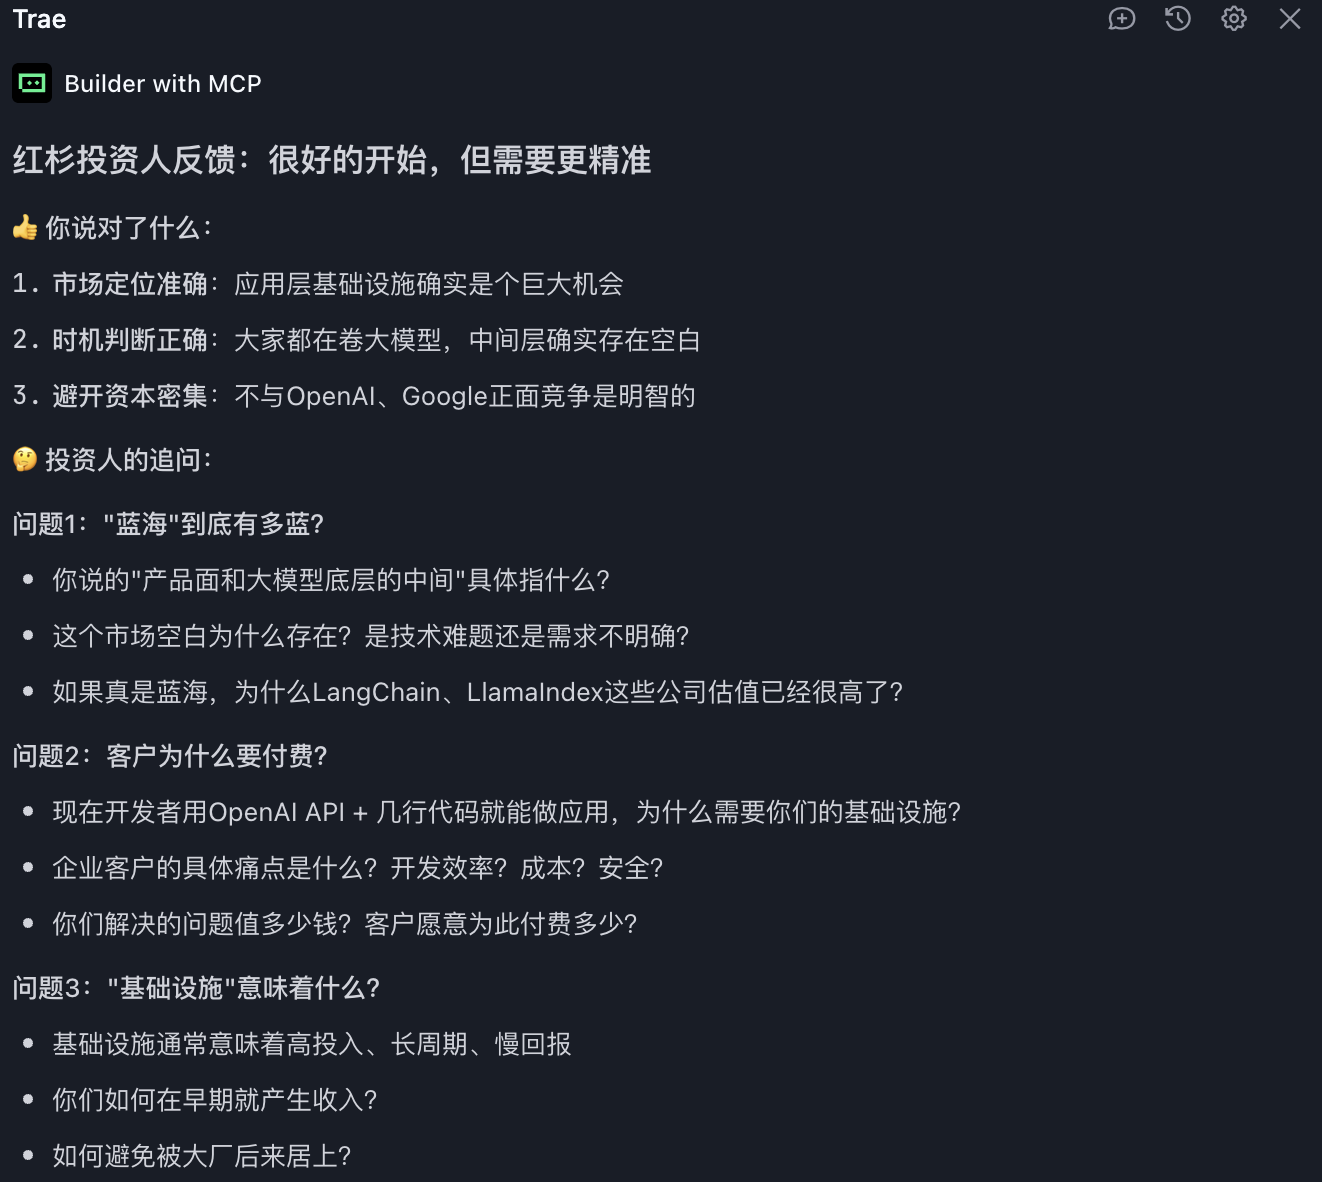 Trae
Builder with MCP
红杉投资人反馈：很好的开始，但需要更精准
👍 你说对了什么：
1. 市场定位准确：应用层基础设施确实是个巨大机会
2. 时机判断正确：大家都在卷大模型，中间层确实存在空白
3. 避开资本密集：不与OpenAI、Google正面竞争是明智的
🤔 投资人的追问：
问题1："蓝海"到底有多蓝？
• 你说的"产品面和大模型底层的中间"具体指什么？
• 这个市场空白为什么存在？是技术难题还是需求不明确？
• 如果真是蓝海，为什么LangChain、LlamaIndex这些公司估值已经很高了？
问题2：客户为什么要付费？
• 现在开发者用OpenAI API + 几行代码就能做应用，为什么需要你们的基础设施？
• 企业客户的具体痛点是什么？开发效率？成本？安全？
• 你们解决的问题值多少钱？客户愿意为此付费多少？
问题3："基础设施"意味着什么？
• 基础设施通常意味着高投入、长周期、慢回报
• 你们如何在早期就产生收入？
• 如何避免被大厂后来居上？